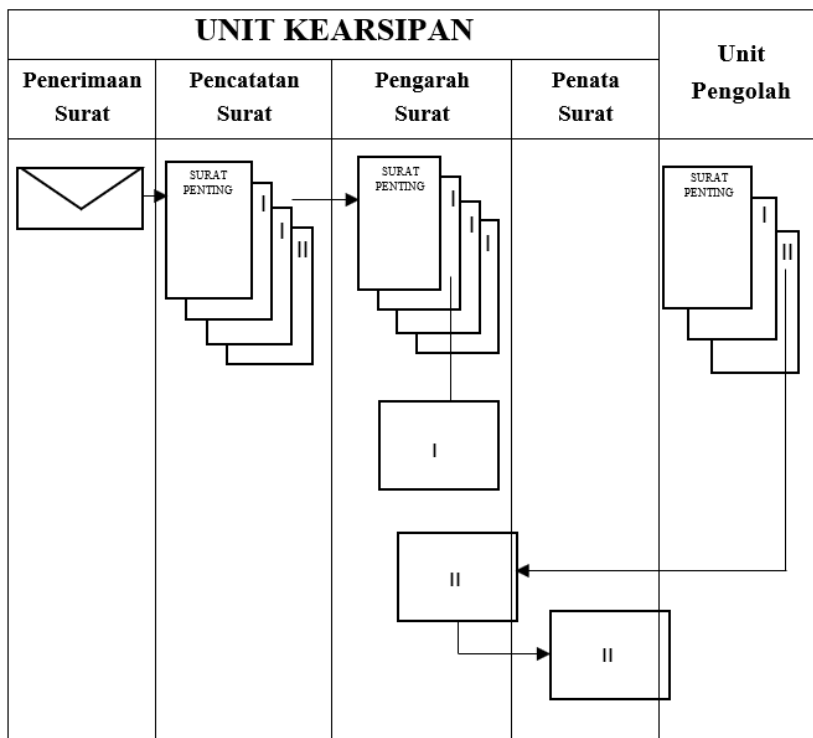 UNIT KEARSIPAN
Unit
Pengolah
Penerimaan
Surat
Pencatatan
Surat
Pengarah
Surat
Penata
Surat
SURAT
PENTING
I
I
II
SURAT
PENTING
I
I
I
SURAT
PENTING
I
II
I
II
II